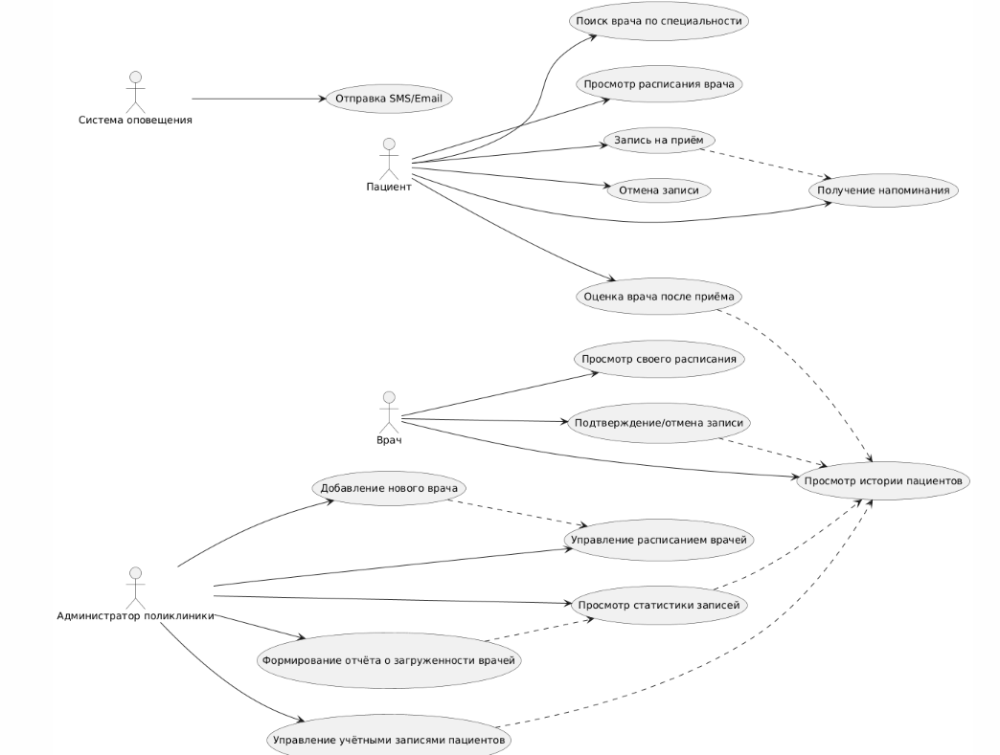 Поиск врача по специальности
Просмотр расписания врача
Отправка SMS/Email
Система оповещения
Запись на приём
Пациент
Отмена записи
Получение напоминания
Оценка врача после приёма
Просмотр своего расписания
Подтверждение/отмена записи
Врач
Просмотр истории пациентов
Добавление нового врача
Управление расписанием врачей
Просмотр статистики записей
Администратор поликлиники
Формирование отчёта о загруженности врачей
Управление учётными записями пациентов